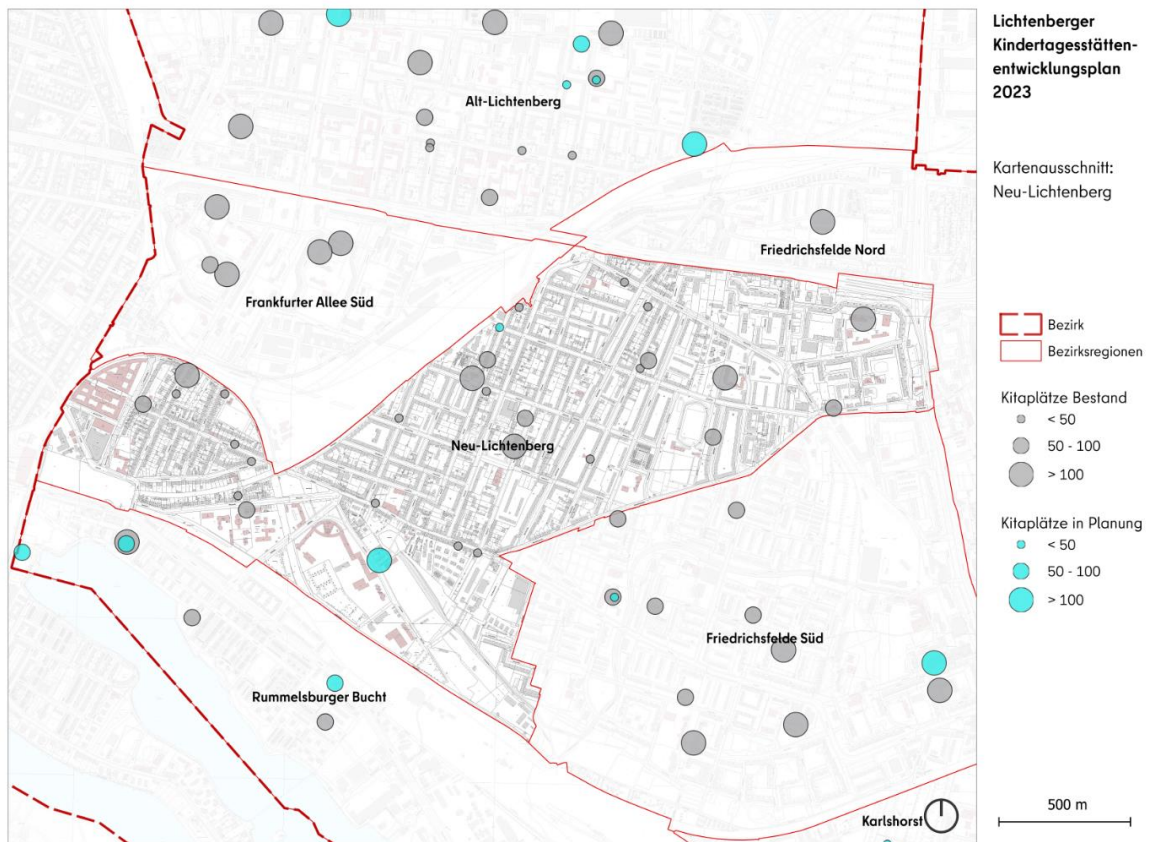 Lichtenberger
Kindertagesstätten-
entwicklungsplan
2023
Kartenausschnitt:
Neu-Lichtenberg
Alt-Lichtenberg
Friedrichsfelde Nord
Frankfurter Allee Süd
Neu-Lichtenberg
Friedrichsfelde Süd
Rummelsburger Bucht
Karlshorst
Bezirk
Bezirksregionen
Kitaplätze Bestand
< 50
50 - 100
> 100
Kitaplätze in Planung
< 50
50 - 100
> 100
500 m